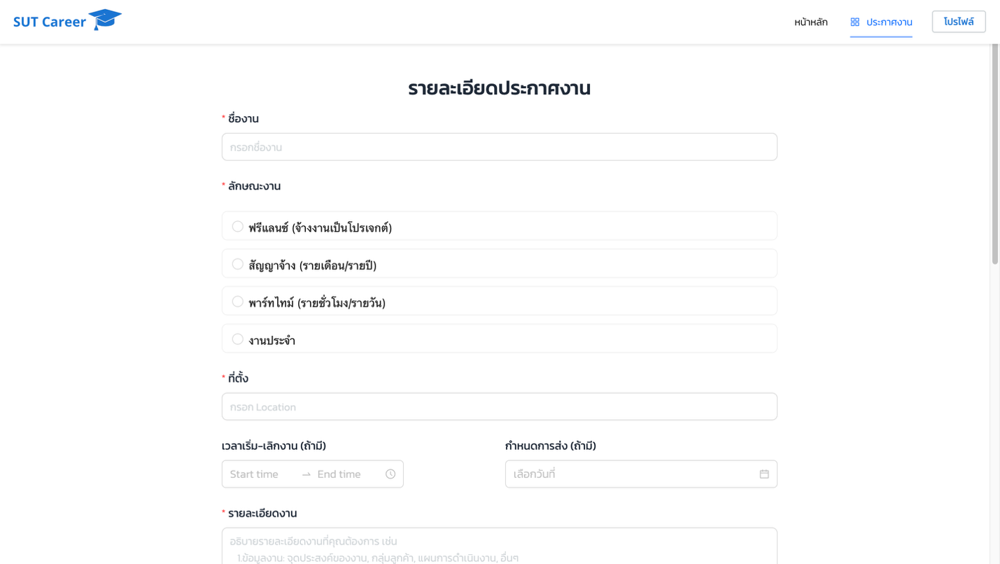 SUT Career
หน้าหลัก
ประกาศงาน
โปรไฟล์
รายละเอียดประกาศงาน
* ชื่องาน
กรอกชื่องาน
* ลักษณะงาน
ฟรีแลนซ์ (จ้างงานเป็นโปรเจกต์)
สัญญาจ้าง (รายเดือน/รายปี)
พาร์ทไทม์ (รายชั่วโมง/รายวัน)
งานประจำ
* ที่ตั้ง
กรอก Location
เวลาเริ่ม-เลิกงาน (ถ้ามี)
กำหนดการส่ง (ถ้ามี)
Start time → End time
เลือกวันที่
* รายละเอียดงาน
อธิบายรายละเอียดงานที่คุณต้องการ เช่น
1.ข้อมูลงาน: จุดประสงค์ของงาน, กลุ่มลูกค้า, แผนการดำเนินงาน, อื่นๆ